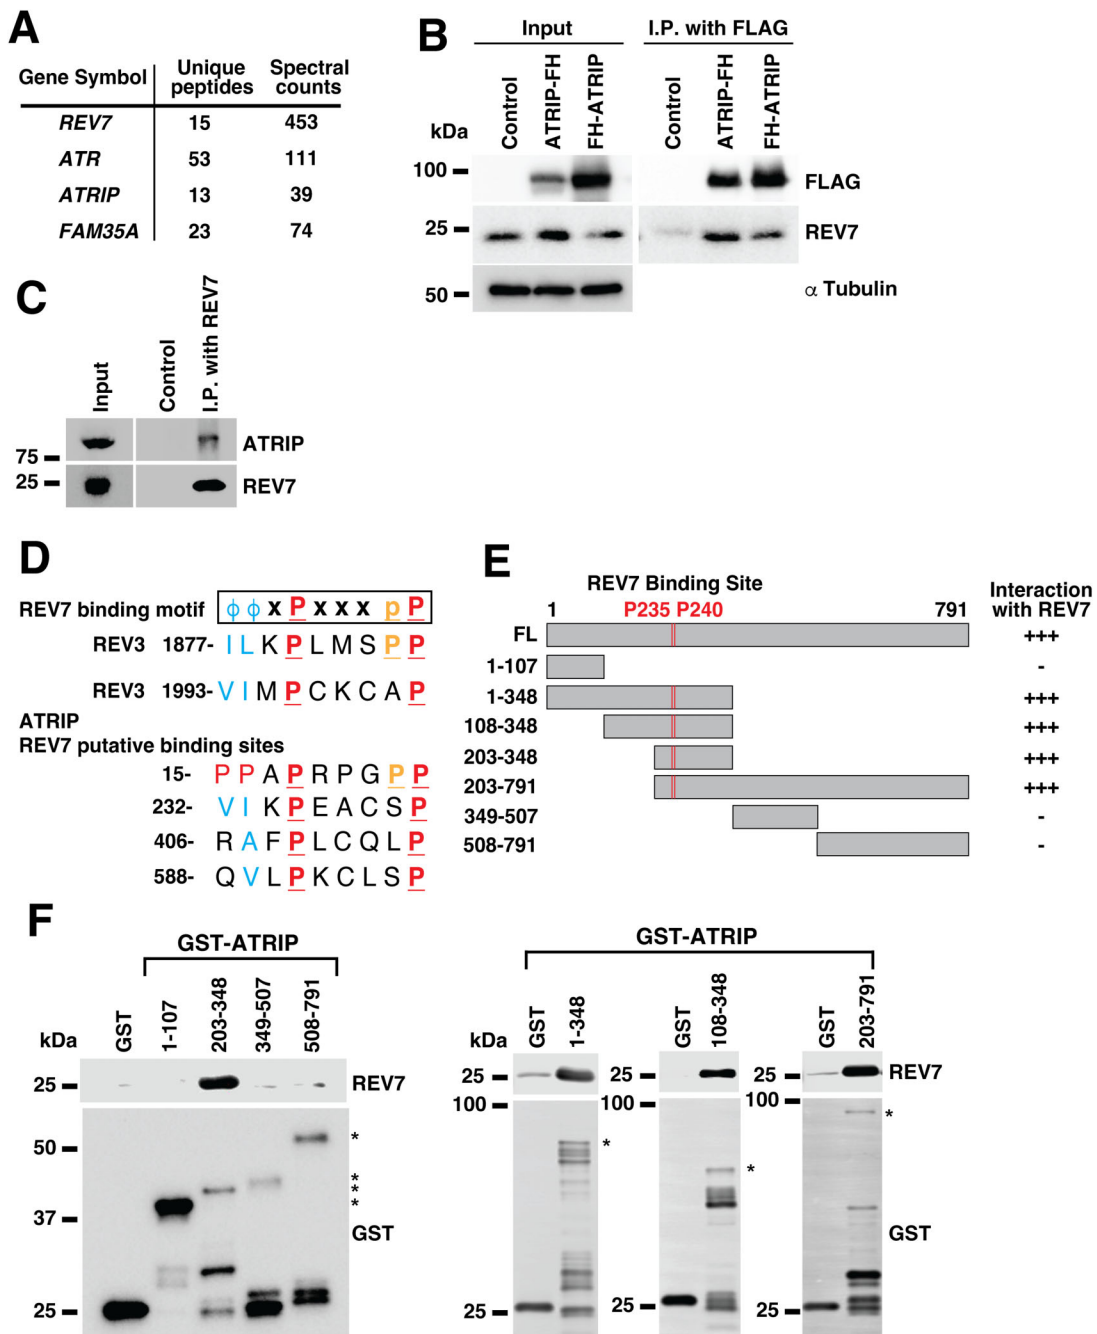 A
Gene Symbol Unique peptides Spectral counts
REV7 15 453
ATR 53 111
ATRIP 13 39
FAM35A 23 74
B
Input I.P. with FLAG
kDa Control ATRIP-FH FH-ATRIP Control ATRIP-FH FH-ATRIP
100 FLAG
25 REV7
50 α Tubulin
C
Input Control I.P. with REV7
75 ATRIP
25 REV7
D
REV7 binding motif ϕ ϕ x P x x x p P
REV3 1877- I L K P L M S P P
REV3 1993- V I M P C K C A P
ATRIP
REV7 putative binding sites
15- P P A P R P G P P
232- V I K P E A C S P
406- R A F P L C Q L P
588- Q V L P K C L S P
E
REV7 Binding Site Interaction with REV7
1 P235 P240 791
FL +++
1-107 -
1-348 +++
108-348 +++
203-348 +++
203-791 +++
349-507 -
508-791 -
F
GST-ATRIP
kDa GST 1-107 203-348 349-507 508-791
25 REV7
50 *
*
*
*
37
GST
25
GST-ATRIP
kDa GST 1-348 GST 108-348 GST 203-791
25 25 25 REV7
100 100 100
* * *
GST
25 25 25